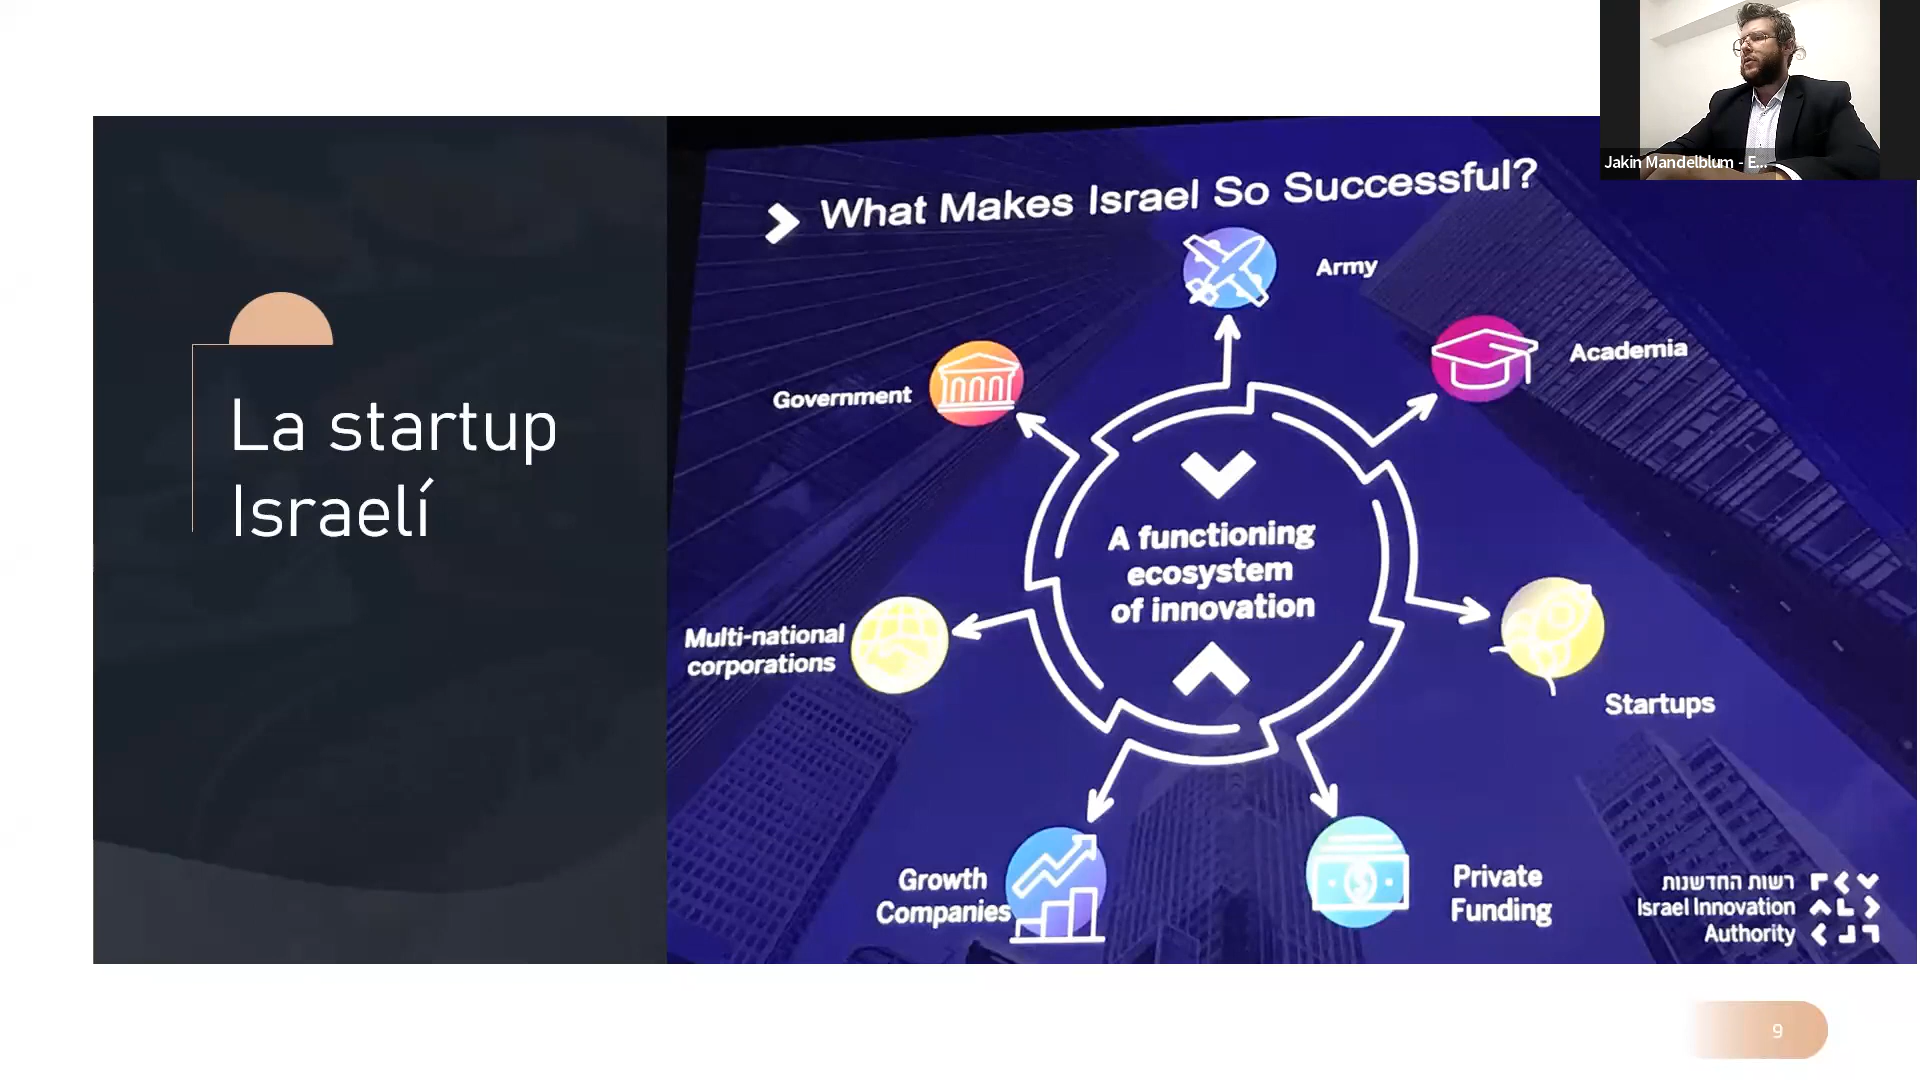 Jakin Mandelblum - E...
La startup
Israelí
What Makes Israel So Successful?
Army
Academia
Government
A functioning
ecosystem
of innovation
Multi-national
corporations
Startups
Growth
Companies
Private
Funding
רשות החדשנות
Israel Innovation
Authority
9